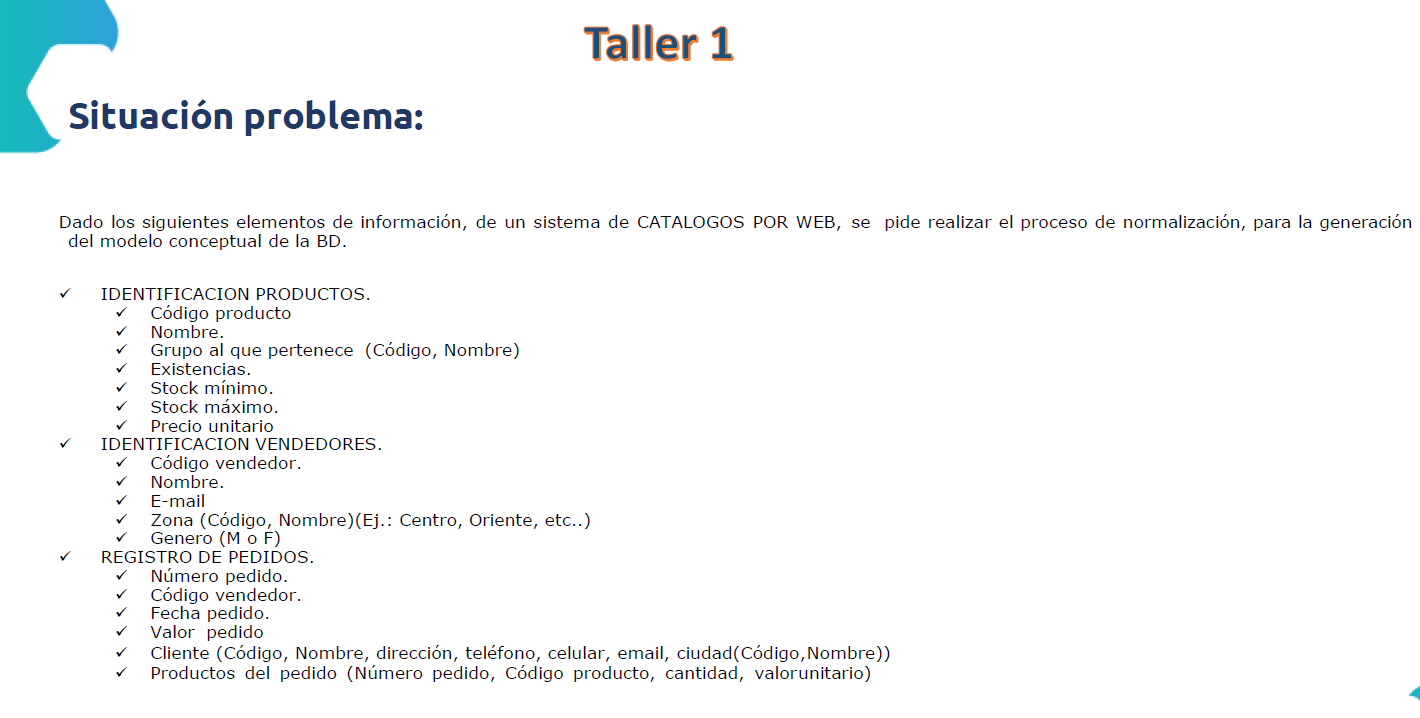 Taller 1
Situación problema:
Dado los siguientes elementos de información, de un sistema de CATALOGOS POR WEB, se pide realizar el proceso de normalización, para la generación
del modelo conceptual de la BD.
✓ IDENTIFICACION PRODUCTOS.
✓ Código producto
✓ Nombre.
✓ Grupo al que pertenece (Código, Nombre)
✓ Existencias.
✓ Stock mínimo.
✓ Stock máximo.
✓ Precio unitario
✓ IDENTIFICACION VENDEDORES.
✓ Código vendedor.
✓ Nombre.
✓ E-mail
✓ Zona (Código, Nombre)(Ej.: Centro, Oriente, etc..)
✓ Genero (M o F)
✓ REGISTRO DE PEDIDOS.
✓ Número pedido.
✓ Código vendedor.
✓ Fecha pedido.
✓ Valor pedido
✓ Cliente (Código, Nombre, dirección, teléfono, celular, email, ciudad(Código,Nombre))
✓ Productos del pedido (Número pedido, Código producto, cantidad, valorunitario)